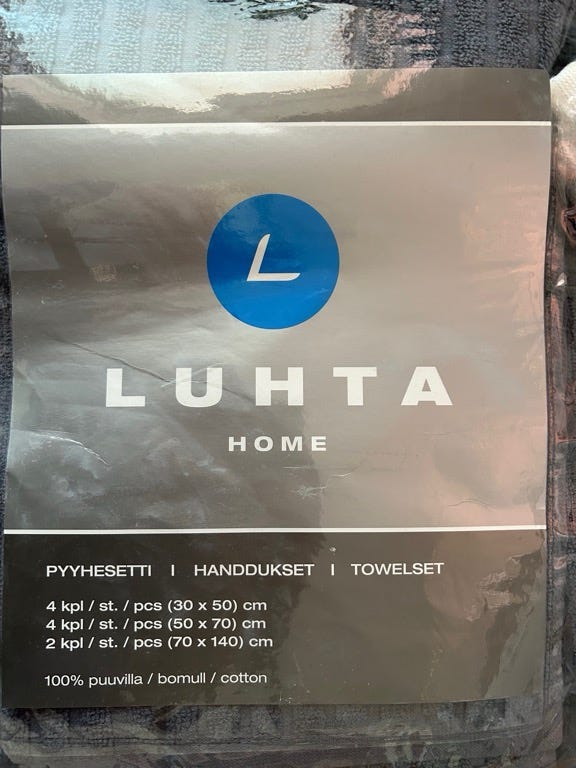 L
LUHTA
HOME
PYYHESETTI | HANDDUKSET | TOWELSET
4 kpl / st. / pcs (30 x 50) cm
4 kpl / st. / pcs (50 x 70) cm
2 kpl / st. / pcs (70 x 140) cm
100% puuvilla / bomull / cotton